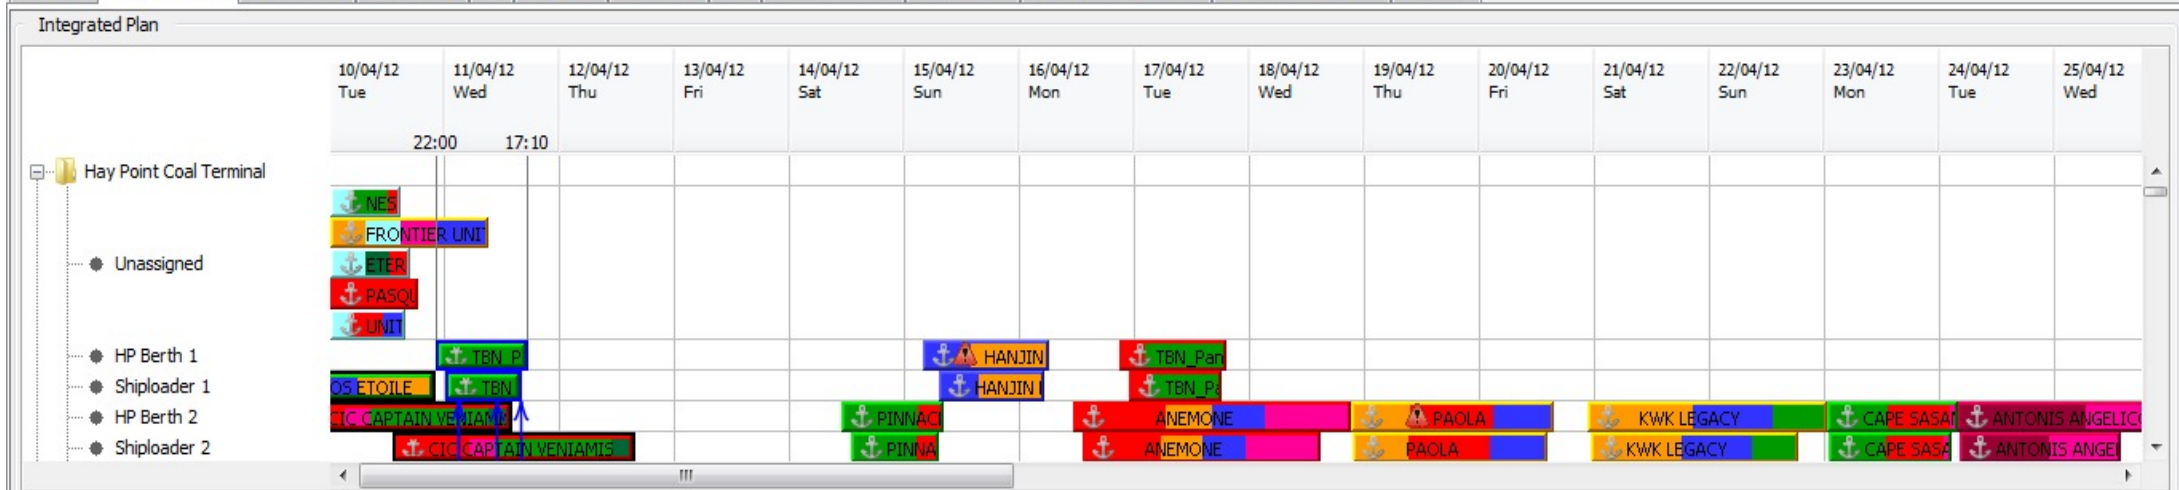 Integrated Plan
10/04/12 11/04/12 12/04/12 13/04/12 14/04/12 15/04/12 16/04/12 17/04/12 18/04/12 19/04/12 20/04/12 21/04/12 22/04/12 23/04/12 24/04/12 25/04/12
Tue Wed Thu Fri Sat Sun Mon Tue Wed Thu Fri Sat Sun Mon Tue Wed
22:00 17:10
Hay Point Coal Terminal
NES
FRONTIER UNI
Unassigned ETER
PASQU
UNIT
HP Berth 1 TBN_P HANJIN TBN_Pan
Shiploader 1 OS ETOILE TBN HANJIN TBN_Pa
HP Berth 2 CIC CAPTAIN VENIAMI PINNACI ANEMONE PAOLA KWK LEGACY CAPE SASAN ANTONIS ANGELICO
Shiploader 2 CIC CAPTAIN VENIAMIS PINNA ANEMONE PAOLA KWK LEGACY CAPE SASA ANTONIS ANGEL